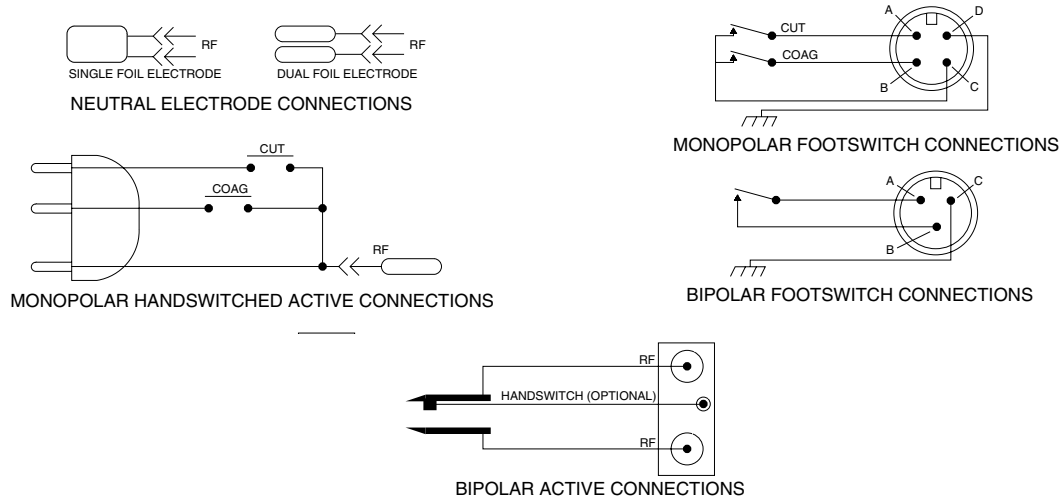 RF
SINGLE FOIL ELECTRODE
RF
DUAL FOIL ELECTRODE
NEUTRAL ELECTRODE CONNECTIONS
CUT
COAG
A
D
B
C
MONOPOLAR FOOTSWITCH CONNECTIONS
CUT
COAG
RF
MONOPOLAR HANDSWITCHED ACTIVE CONNECTIONS
A
C
B
BIPOLAR FOOTSWITCH CONNECTIONS
RF
HANDSWITCH (OPTIONAL)
RF
BIPOLAR ACTIVE CONNECTIONS